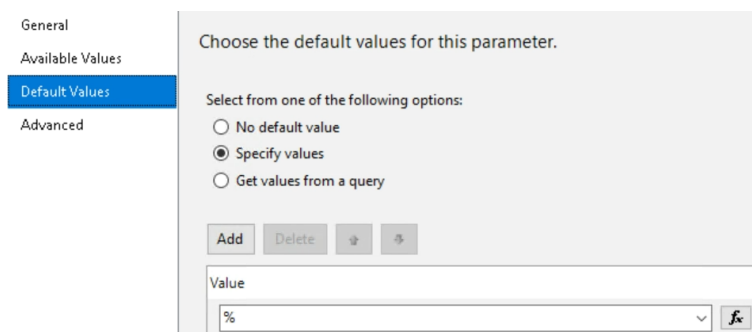 General
Available Values
Default Values
Advanced
Choose the default values for this parameter.
Select from one of the following options:
No default value
Specify values
Get values from a query
Add Delete
Value
% fx